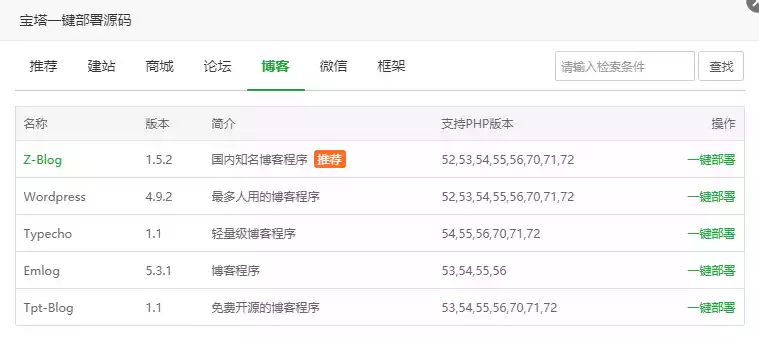 宝塔一键部署源码
推荐 建站 商城 论坛 博客 微信 框架 请输入检索条件 查找
名称 版本 简介 支持PHP版本 操作
Z-Blog 1.5.2 国内知名博客程序 推荐 52,53,54,55,56,70,71,72 一键部署
Wordpress 4.9.2 最多人用的博客程序 52,53,54,55,56,70,71,72 一键部署
Typecho 1.1 轻量级博客程序 54,55,56,70,71,72 一键部署
Emlog 5.3.1 博客程序 53,54,55,56 一键部署
Tpt-Blog 1.1 免费开源的博客程序 53,54,55,56,70,71,72 一键部署